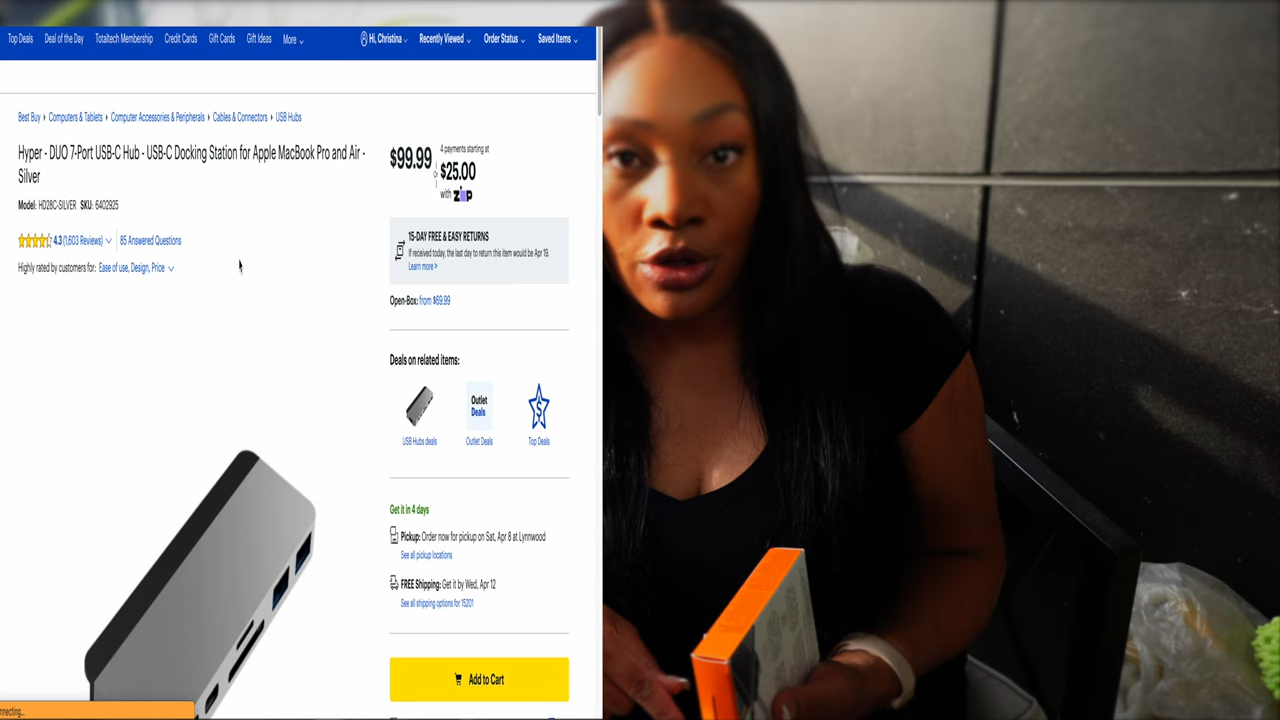 Top Deals Deal of the Day Totaltech Membership Credit Cards Gift Cards Gift Ideas More Hi, Christina Recently Viewed Order Status Saved Items
Best Buy Computers & Tablets Computer Accessories & Peripherals Cables & Connectors USB Hubs
Hyper - DUO 7-Port USB-C Hub - USB-C Docking Station for Apple MacBook Pro and Air -
Silver
Model: HD28C-SILVER SKU: 6402925
4.3 (1,603 Reviews) 85 Answered Questions
Highly rated by customers for: Ease of use, Design, Price
$99.99
or
4 payments starting at
$25.00
with zip
15-DAY FREE & EASY RETURNS
If received today, the last day to return this item would be Apr 19.
Learn more >
Open-Box: from $69.99
Deals on related items:
Outlet
Deals
$
USB Hubs deals Outlet Deals Top Deals
Get it in 4 days
Pickup: Order now for pickup on Sat, Apr 8 at Lynnwood
See all pickup locations
FREE Shipping: Get it by Wed, Apr 12
See all shipping options for 15201
Add to Cart
nnecting...